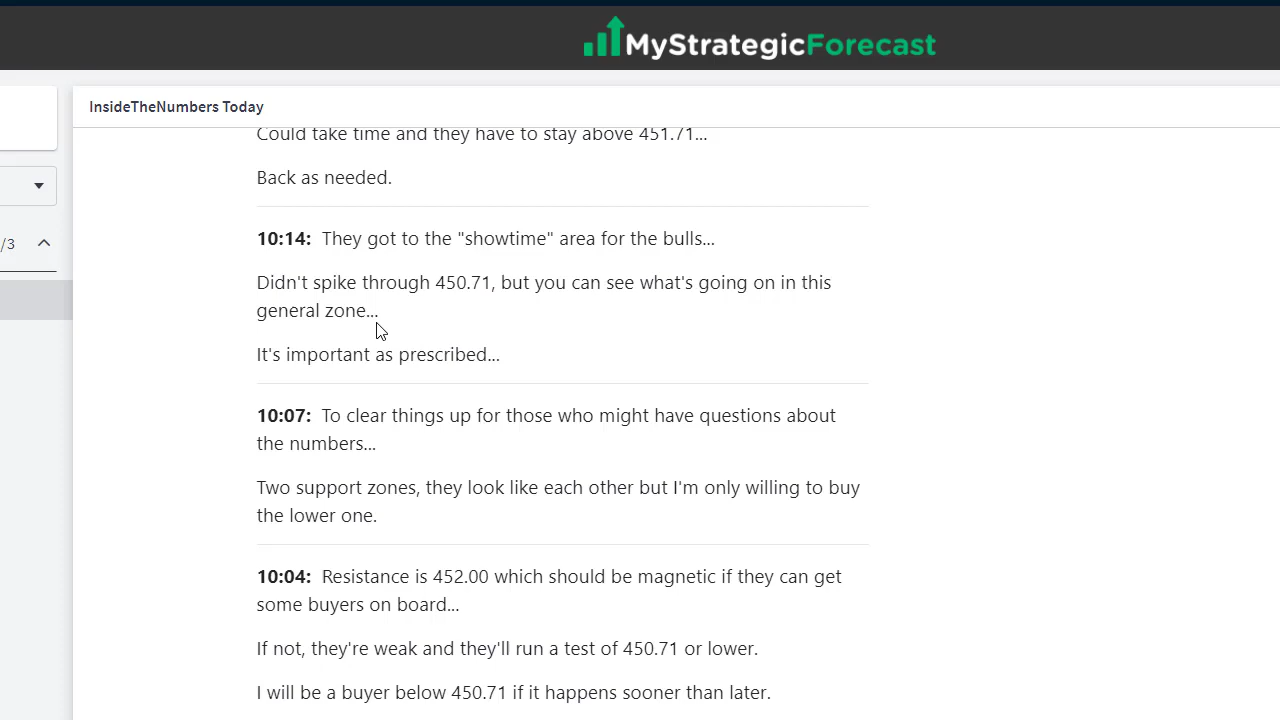 MyStrategicForecast
InsideTheNumbers Today
Could take time and they have to stay above 451.71...
Back as needed.
/3
10:14: They got to the "showtime" area for the bulls...
Didn't spike through 450.71, but you can see what's going on in this
general zone...
It's important as prescribed...
10:07: To clear things up for those who might have questions about
the numbers...
Two support zones, they look like each other but I'm only willing to buy
the lower one.
10:04: Resistance is 452.00 which should be magnetic if they can get
some buyers on board...
If not, they're weak and they'll run a test of 450.71 or lower.
I will be a buyer below 450.71 if it happens sooner than later.